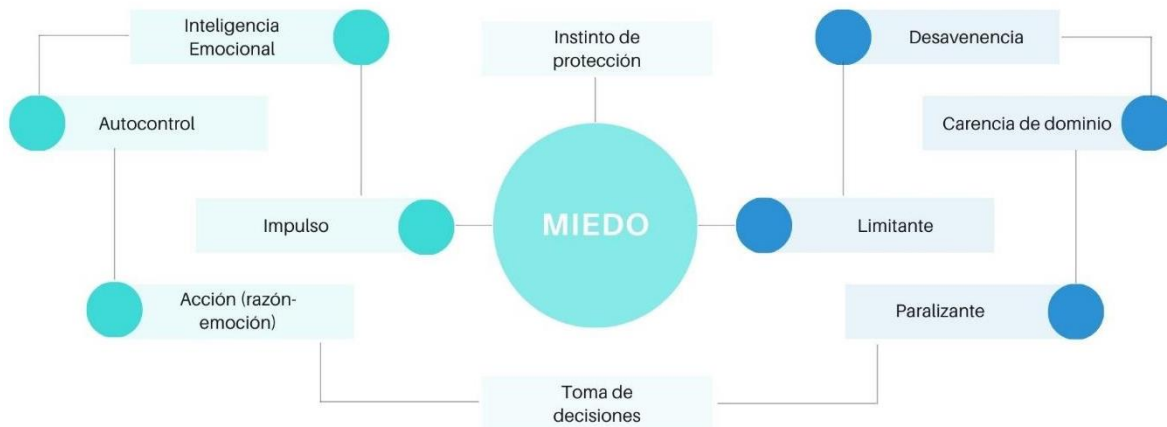 Inteligencia
Emocional
Instinto de
protección
Desavenencia
Autocontrol
Carencia de dominio
Impulso
MIEDO
Limitante
Acción (razón-
emoción)
Paralizante
Toma de
decisiones